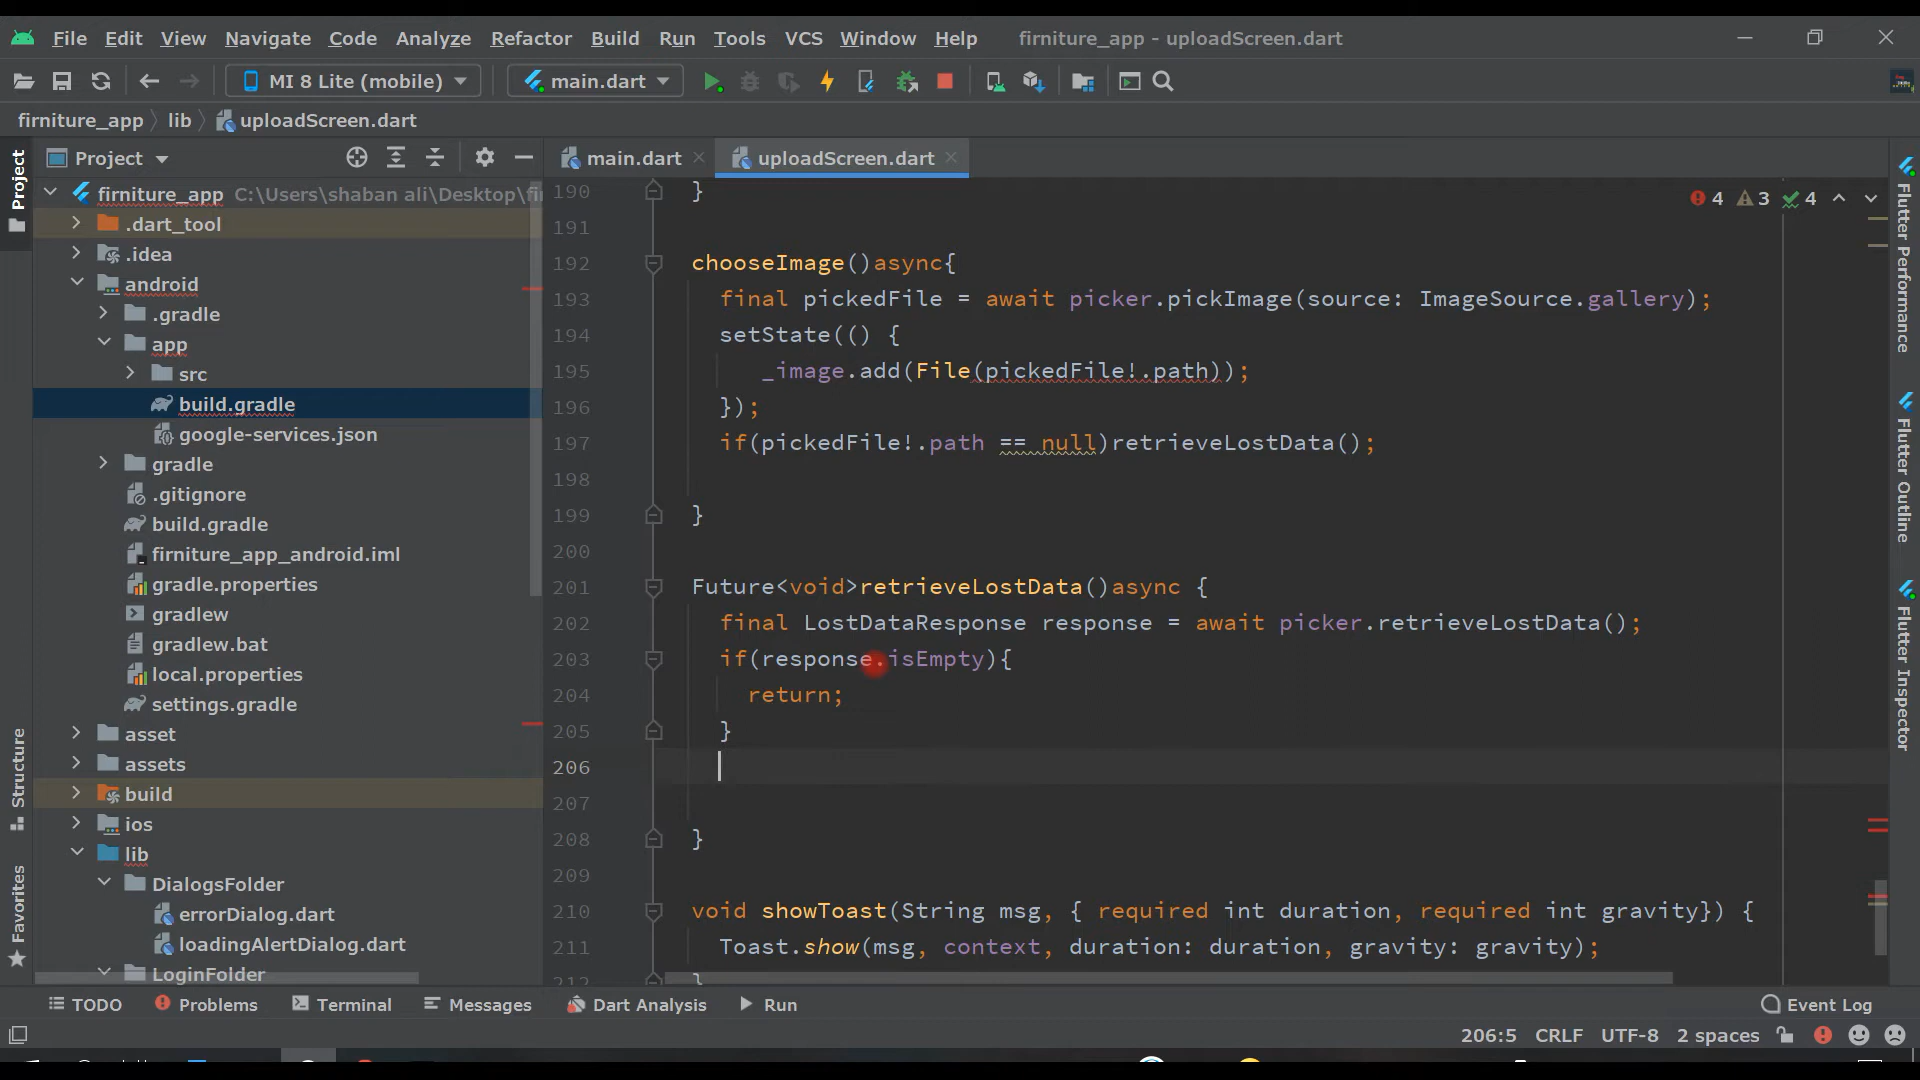 File Edit View Navigate Code Analyze Refactor Build Run Tools VCS Window Help firniture_app - uploadScreen.dart
MI 8 Lite (mobile) main.dart
firniture_app lib uploadScreen.dart
Project main.dart uploadScreen.dart
Project
Structure
Favorites
firniture_app C:\Users\shaban ali\Desktop\fi
.dart_tool
.idea
android
.gradle
app
src
build.gradle
google-services.json
gradle
.gitignore
build.gradle
firniture_app_android.iml
gradle.properties
gradlew
gradlew.bat
local.properties
settings.gradle
asset
assets
build
ios
lib
DialogsFolder
errorDialog.dart
loadingAlertDialog.dart
LoginFolder
4 3 4
190 }
191
192 chooseImage()async{
193 final pickedFile = await picker.pickImage(source: ImageSource.gallery);
194 setState(() {
195 _image.add(File(pickedFile!.path));
196 });
197 if(pickedFile!.path == null)retrieveLostData();
198
199 }
200
201 Future<void>retrieveLostData()async {
202 final LostDataResponse response = await picker.retrieveLostData();
203 if(response.isEmpty){
204 return;
205 }
206
207
208 }
209
210 void showToast(String msg, { required int duration, required int gravity}) {
211 Toast.show(msg, context, duration: duration, gravity: gravity);
212 }
Flutter Performance
Flutter Outline
Flutter Inspector
TODO Problems Terminal Messages Dart Analysis Run Event Log
206:5 CRLF UTF-8 2 spaces